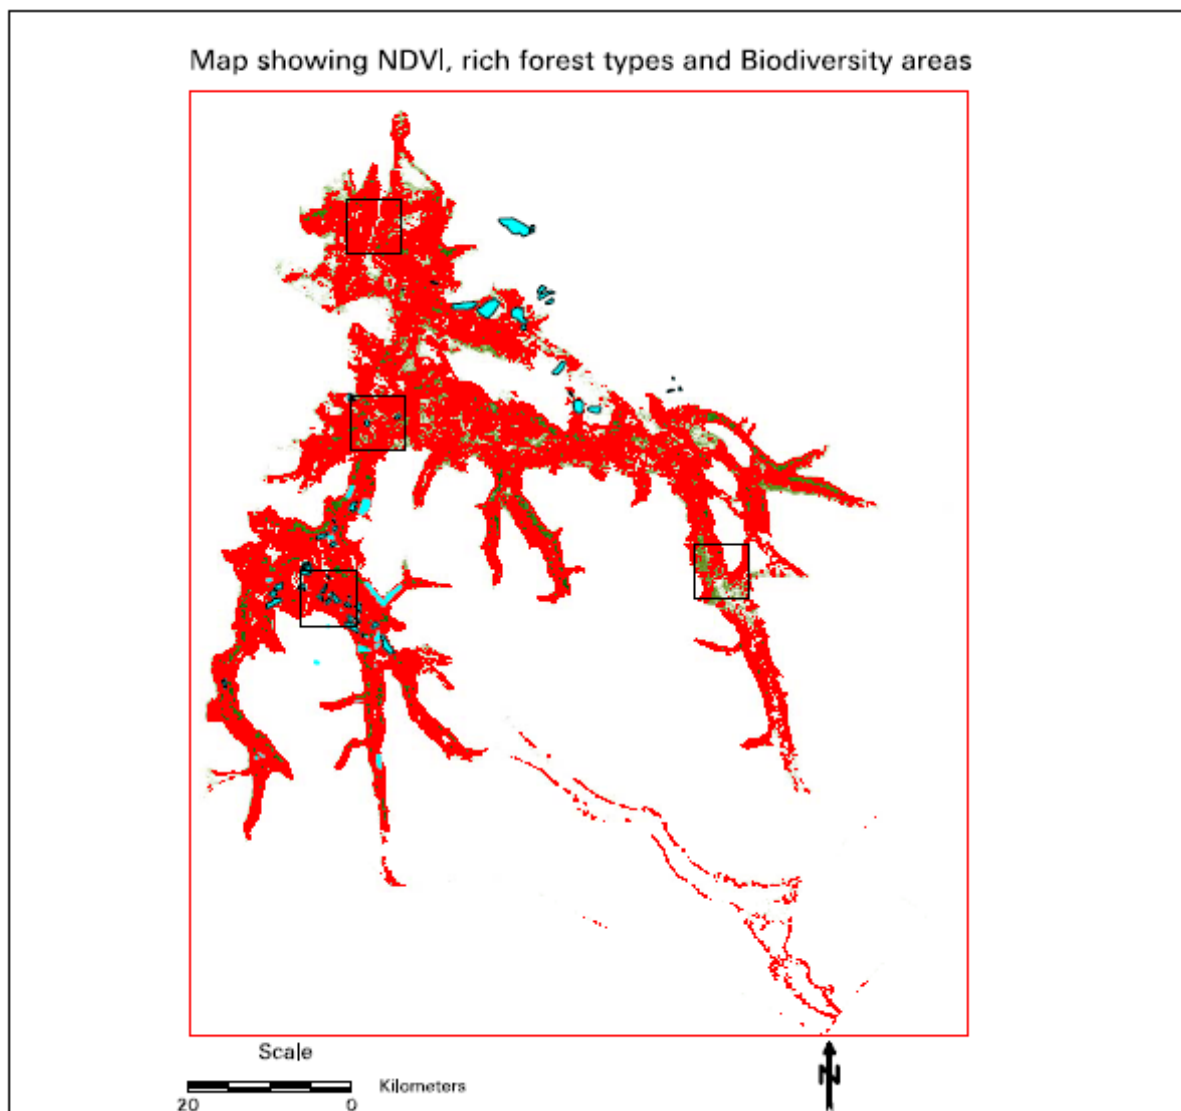 Map showing NDVI, rich forest types and Biodiversity areas
Scale
Kilometers
20 0
N